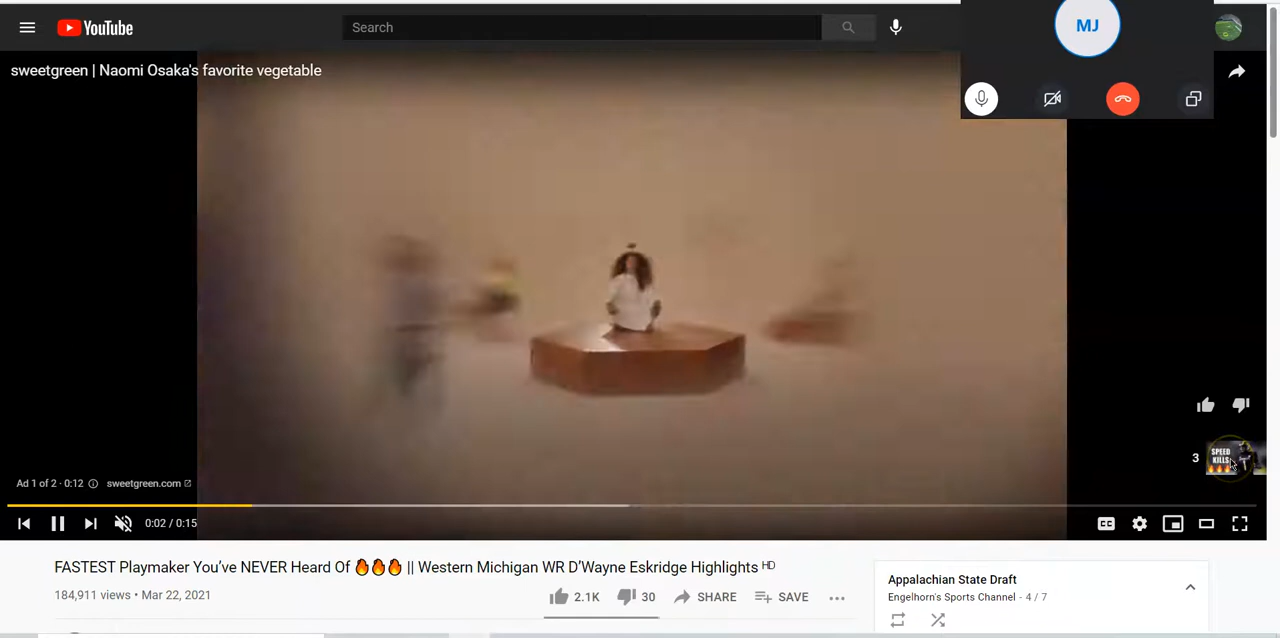 YouTube
Search
MJ
sweetgreen | Naomi Osaka's favorite vegetable
SPEED
KILLS
3
Ad 1 of 2 · 0:12 sweetgreen.com
0:02 / 0:15
CC
FASTEST Playmaker You've NEVER Heard Of 🔥🔥🔥 || Western Michigan WR D'Wayne Eskridge Highlights HD
184,911 views • Mar 22, 2021
2.1K 30 SHARE SAVE
Appalachian State Draft
Engelhorn's Sports Channel - 4 / 7